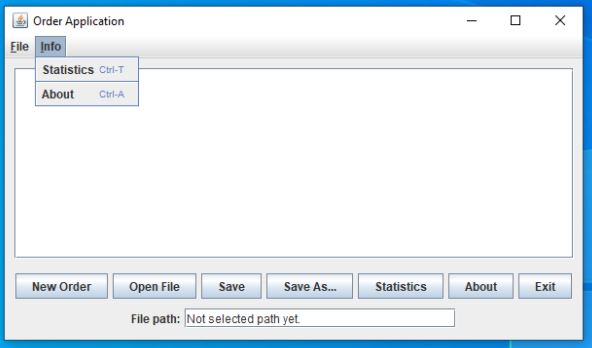 Order Application
File Info
Statistics Ctrl-T
About Ctrl-A
New Order Open File Save Save As... Statistics About Exit
File path: Not selected path yet.